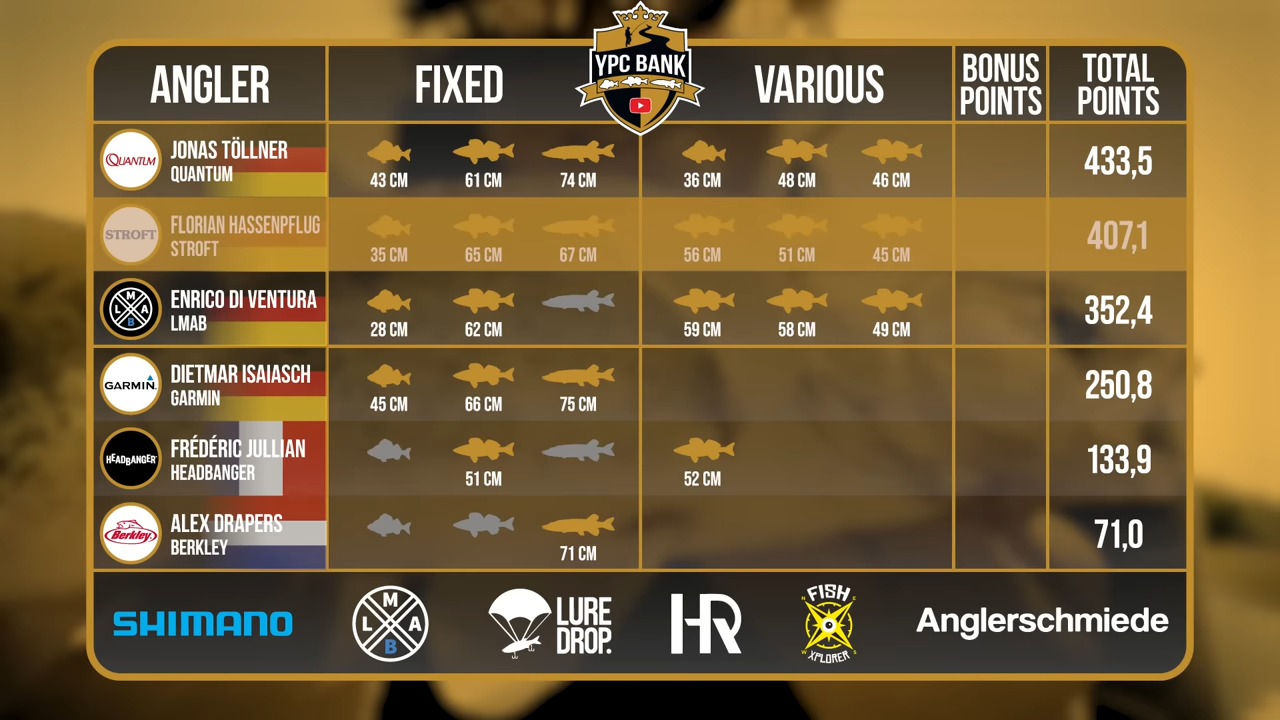 YPC BANK
ANGLER FIXED VARIOUS BONUS POINTS TOTAL POINTS
QUANTUM JONAS TÖLLNER
QUANTUM
43 CM 61 CM 74 CM 36 CM 48 CM 46 CM 433,5
STROFT FLORIAN HASSENPFLUG
STROFT
35 CM 65 CM 67 CM 56 CM 51 CM 45 CM 407,1
L M A B ENRICO DI VENTURA
LMAB
28 CM 62 CM 59 CM 58 CM 49 CM 352,4
GARMIN DIETMAR ISAIASCH
GARMIN
45 CM 66 CM 75 CM 250,8
HEADBANGER FRÉDÉRIC JULLIAN
HEADBANGER
51 CM 52 CM 133,9
Berkley ALEX DRAPERS
BERKLEY
71 CM 71,0
SHIMANO L M A B LURE DROP. HR FISH XPLORER N E W S Anglerschmiede